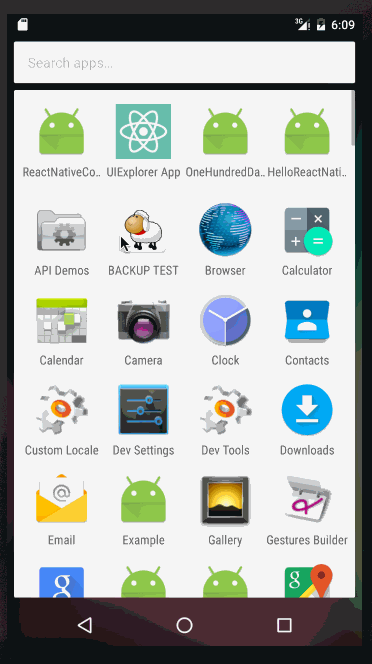 3G 6:09
Search apps...
ReactNativeCo.. UIExplorer App OneHundredDa.. HelloReactNati..
API Demos BACKUP TEST Browser Calculator
Calendar Camera Clock Contacts
Custom Locale Dev Settings Dev Tools Downloads
Email Example Gallery Gestures Builder
g g